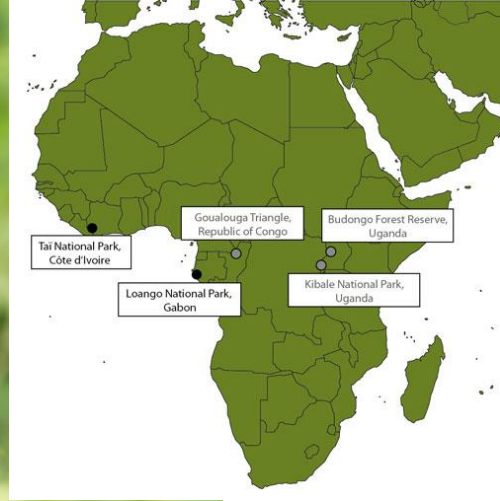 Goualouga Triangle,
Republic of Congo
Budongo Forest Reserve,
Uganda
Taï National Park,
Côte d'Ivoire
Kibale National Park,
Uganda
Loango National Park,
Gabon